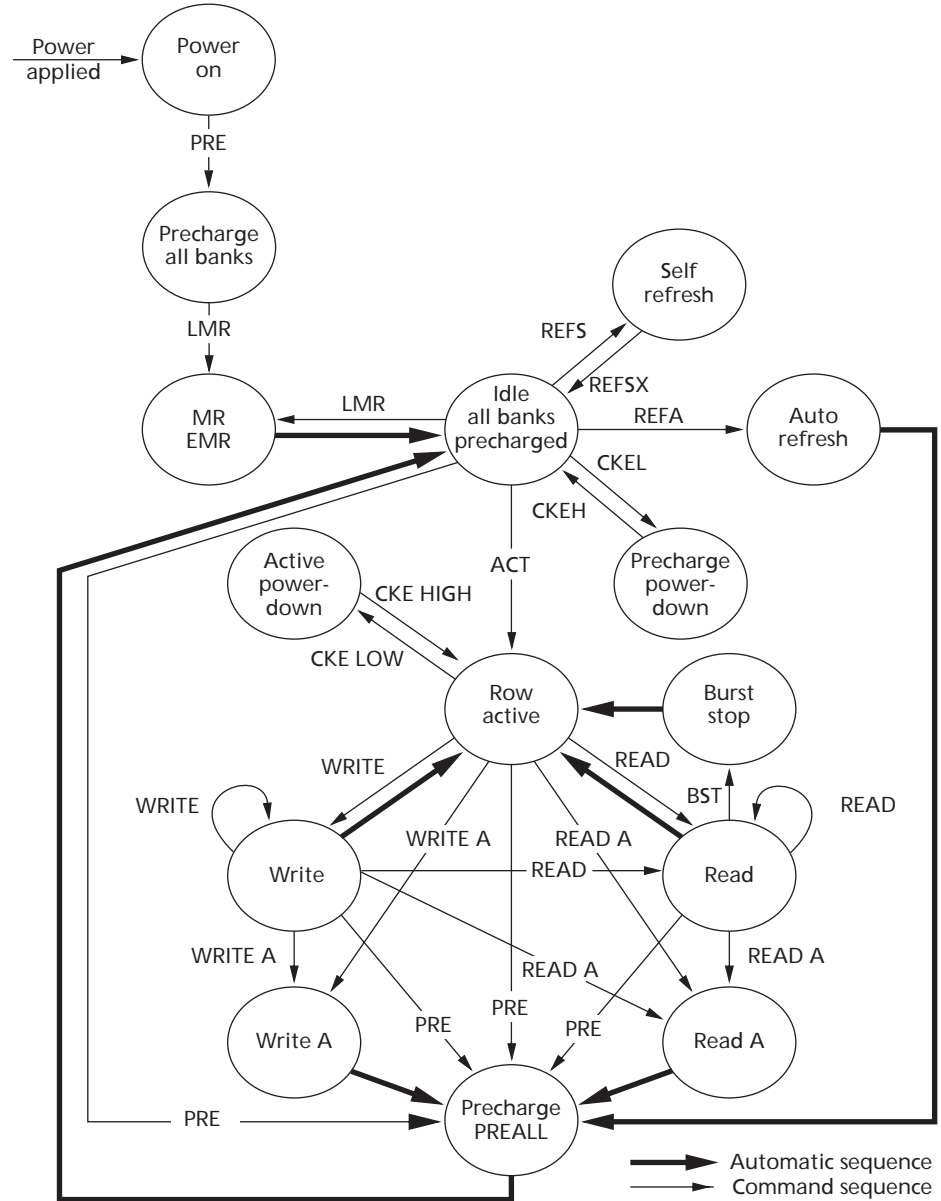 Power
applied
Power
on
PRE
Precharge
all banks
LMR
Self
refresh
REFS
REFSX
MR
EMR
LMR
Idle
all banks
precharged
REFA
Auto
refresh
CKEL
CKEH
Active
power-
down
CKE HIGH
CKE LOW
ACT
Precharge
power-
down
Row
active
Burst
stop
WRITE
READ
WRITE
BST
READ
WRITE A
READ A
Write
READ
Read
WRITE A
READ A
READ A
Write A
PRE
PRE
PRE
Read A
Precharge
PREALL
PRE
Automatic sequence
Command sequence